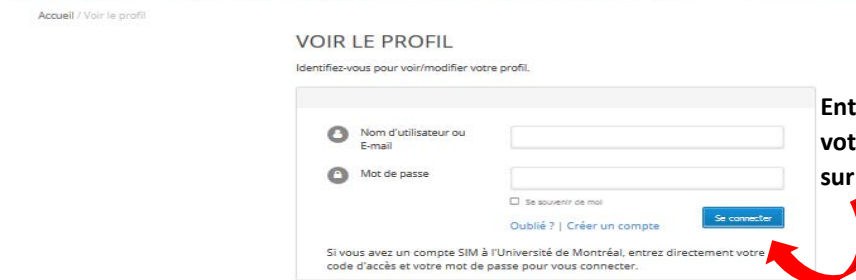 Accueil / Voir le profil
VOIR LE PROFIL
Identifiez-vous pour voir/modifier votre profil.
Nom d'utilisateur ou
E-mail
Mot de passe
Se souvenir de moi
Oublié ? | Créer un compte
Se connecter
Si vous avez un compte SIM à l'Université de Montréal, entrez directement votre
code d'accès et votre mot de passe pour vous connecter.
Ent
vot
sur